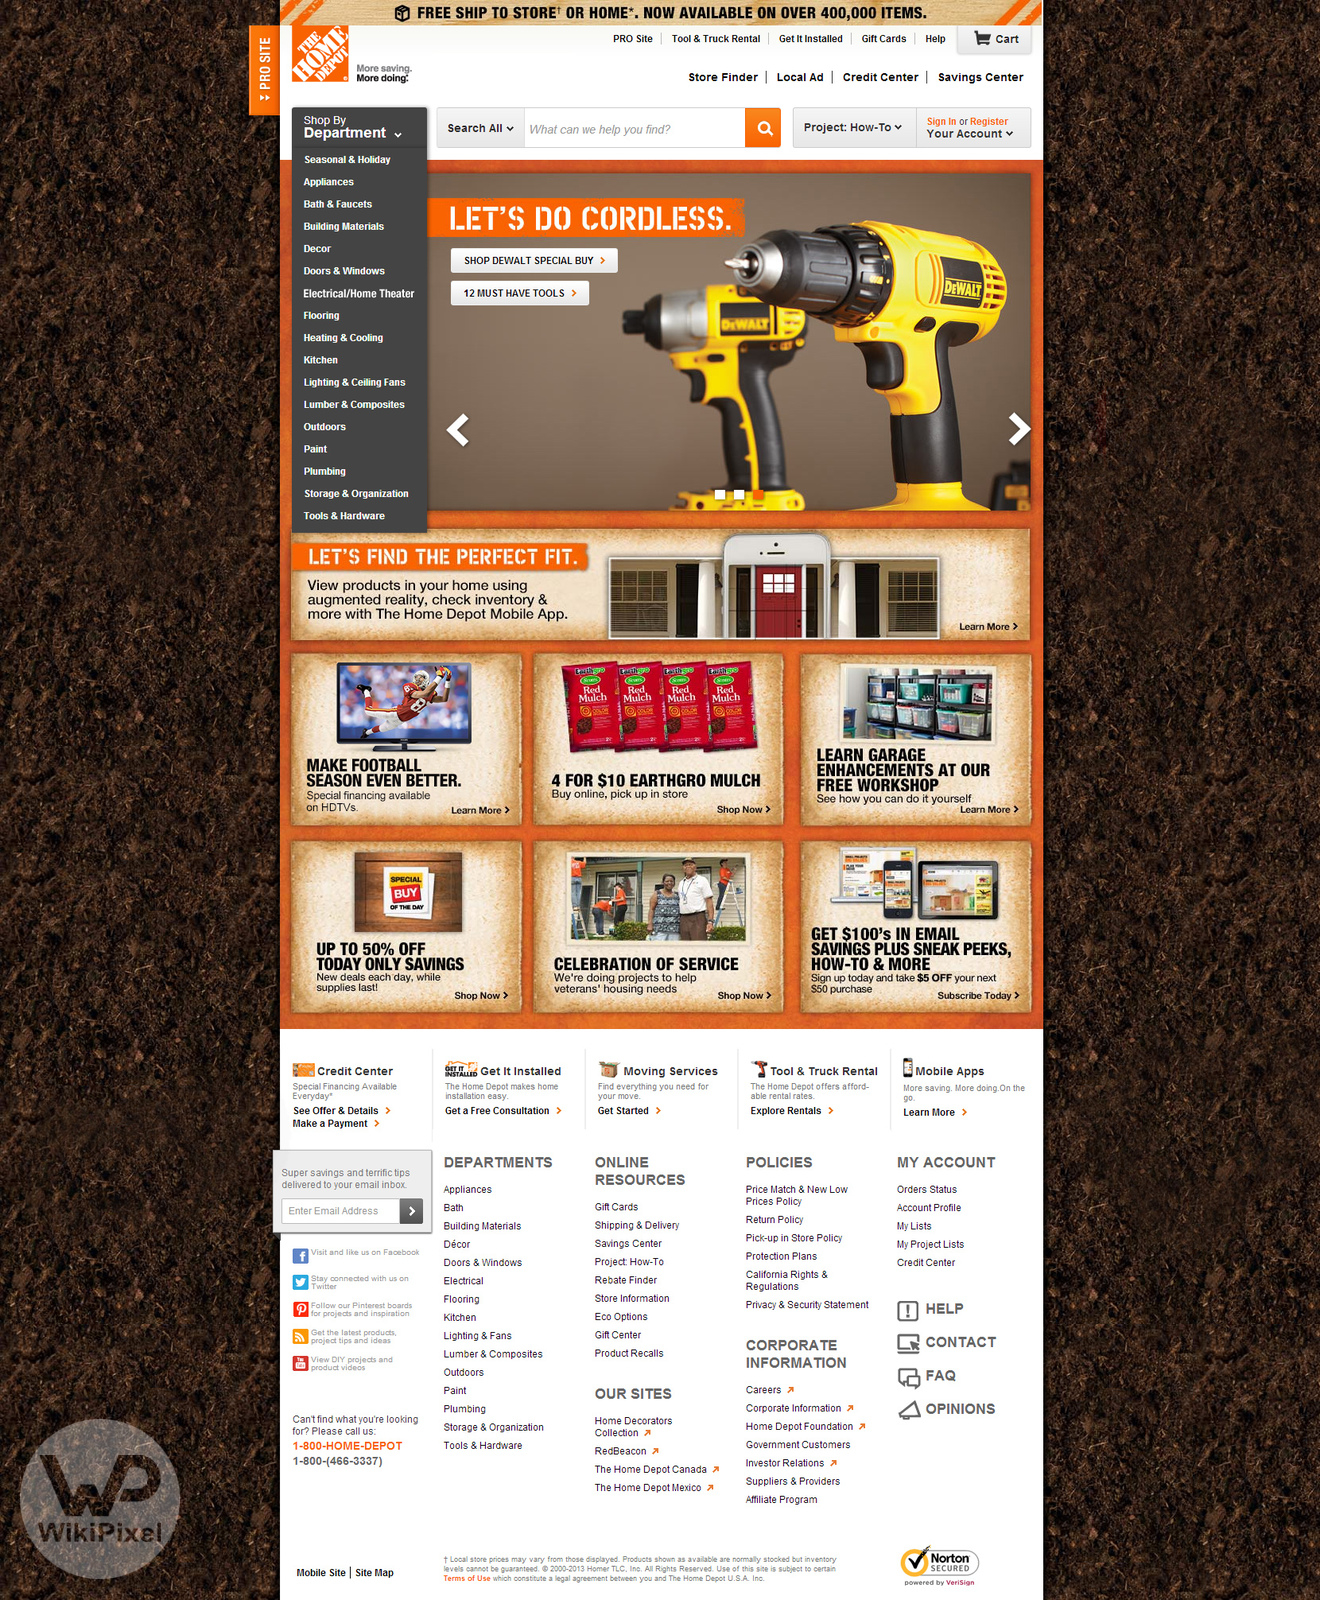 FREE SHIP TO STORE† OR HOME*. NOW AVAILABLE ON OVER 400,000 ITEMS.
PRO SITE
THE HOME DEPOT
More saving.
More doing.
PRO Site
Tool & Truck Rental
Get It Installed
Gift Cards
Help
Cart
Store Finder
Local Ad
Credit Center
Savings Center
Shop By
Department
Search All
What can we help you find?
Project: How-To
Sign In or Register
Your Account
Seasonal & Holiday
Appliances
Bath & Faucets
Building Materials
Decor
Doors & Windows
Electrical/Home Theater
Flooring
Heating & Cooling
Kitchen
Lighting & Ceiling Fans
Lumber & Composites
Outdoors
Paint
Plumbing
Storage & Organization
Tools & Hardware
LET'S DO CORDLESS.
SHOP DEWALT SPECIAL BUY
12 MUST HAVE TOOLS
DEWALT
DEWALT
LET'S FIND THE PERFECT FIT.
View products in your home using
augmented reality, check inventory &
more with The Home Depot Mobile App.
Learn More
MAKE FOOTBALL
SEASON EVEN BETTER.
Special financing available
on HDTVs.
Learn More
Earthgro Earthgro Earthgro Earthgro
Scotts Scotts Scotts Scotts
Red Mulch Red Mulch Red Mulch Red Mulch
4 FOR $10 EARTHGRO MULCH
Buy online, pick up in store
Shop Now
LEARN GARAGE
ENHANCEMENTS AT OUR
FREE WORKSHOP
See how you can do it yourself
Learn More
SPECIAL
BUY
OF THE DAY
UP TO 50% OFF
TODAY ONLY SAVINGS
New deals each day, while
supplies last!
Shop Now
CELEBRATION OF SERVICE
We're doing projects to help
veterans' housing needs
Shop Now
GET $100's IN EMAIL
SAVINGS PLUS SNEAK PEEKS,
HOW-TO & MORE
Sign up today and take $5 OFF your next
$50 purchase
Subscribe Today
Credit Center
Special Financing Available
Everyday*
See Offer & Details
Make a Payment
GET IT
INSTALLED
Get It Installed
The Home Depot makes home
installation easy.
Get a Free Consultation
Moving Services
Find everything you need for
your move.
Get Started
Tool & Truck Rental
The Home Depot offers afford-
able rental rates.
Explore Rentals
Mobile Apps
More saving. More doing.On the
go.
Learn More
Super savings and terrific tips
delivered to your email inbox.
Enter Email Address
Visit and like us on Facebook
Stay connected with us on
Twitter
Follow our Pinterest boards
for projects and inspiration
Get the latest products,
project tips and ideas
View DIY projects and
product videos
Can't find what you're looking
for? Please call us:
1-800-HOME-DEPOT
1-800-(466-3337)
DEPARTMENTS
Appliances
Bath
Building Materials
Décor
Doors & Windows
Electrical
Flooring
Kitchen
Lighting & Fans
Lumber & Composites
Outdoors
Paint
Plumbing
Storage & Organization
Tools & Hardware
ONLINE
RESOURCES
Gift Cards
Shipping & Delivery
Savings Center
Project: How-To
Rebate Finder
Store Information
Eco Options
Gift Center
Product Recalls
OUR SITES
Home Decorators
Collection
RedBeacon
The Home Depot Canada
The Home Depot Mexico
POLICIES
Price Match & New Low
Prices Policy
Return Policy
Pick-up in Store Policy
Protection Plans
California Rights &
Regulations
Privacy & Security Statement
CORPORATE
INFORMATION
Careers
Corporate Information
Home Depot Foundation
Government Customers
Investor Relations
Suppliers & Providers
Affiliate Program
MY ACCOUNT
Orders Status
Account Profile
My Lists
My Project Lists
Credit Center
HELP
CONTACT
FAQ
OPINIONS
WikiPixel
Mobile Site | Site Map
† Local store prices may vary from those displayed. Products shown as available are normally stocked but inventory
levels cannot be guaranteed. © 2000-2013 Homer TLC, Inc. All Rights Reserved. Use of this site is subject to certain
Terms of Use which constitute a legal agreement between you and The Home Depot U.S.A. Inc.
Norton
SECURED
powered by VeriSign